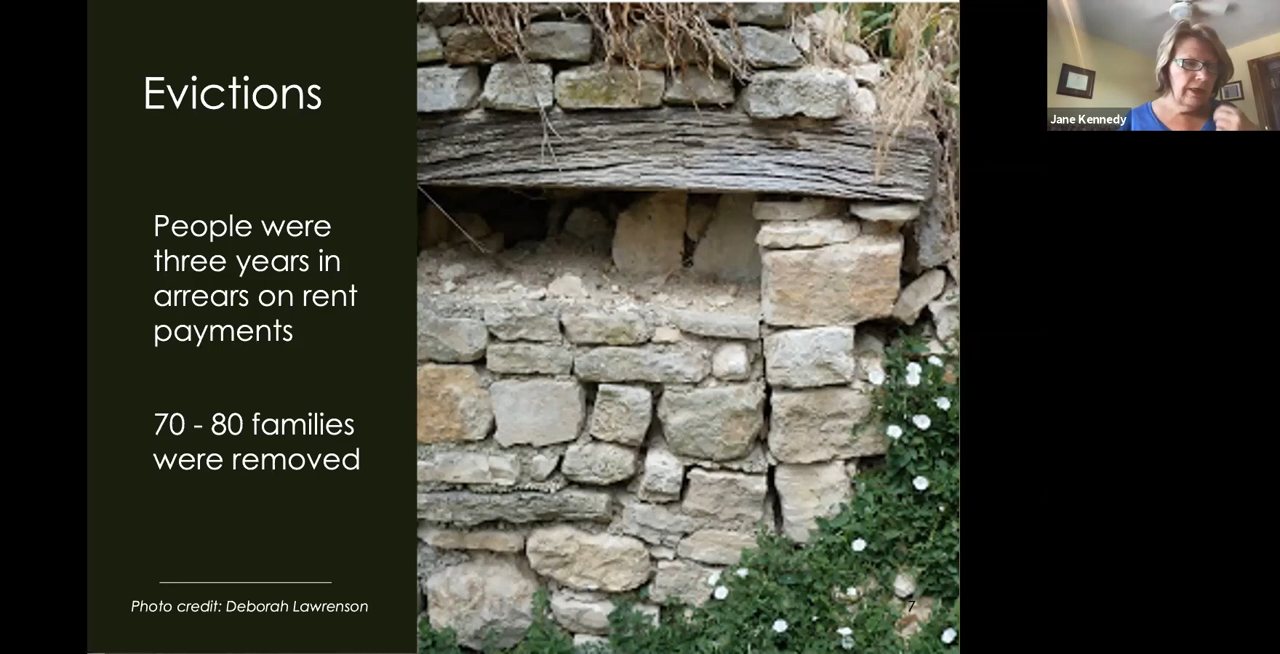 Evictions
People were
three years in
arrears on rent
payments
70 - 80 families
were removed
Photo credit: Deborah Lawrenson
7
Jane Kennedy